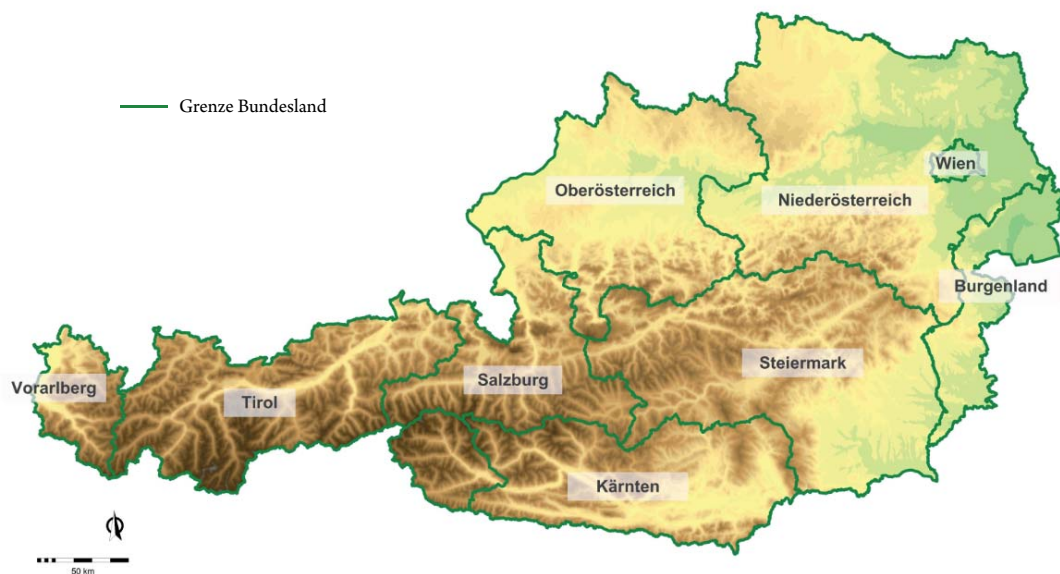 Grenze Bundesland
Wien
Oberösterreich
Niederösterreich
Burgenland
Steiermark
Vorarlberg
Salzburg
Tirol
Kärnten
50 km